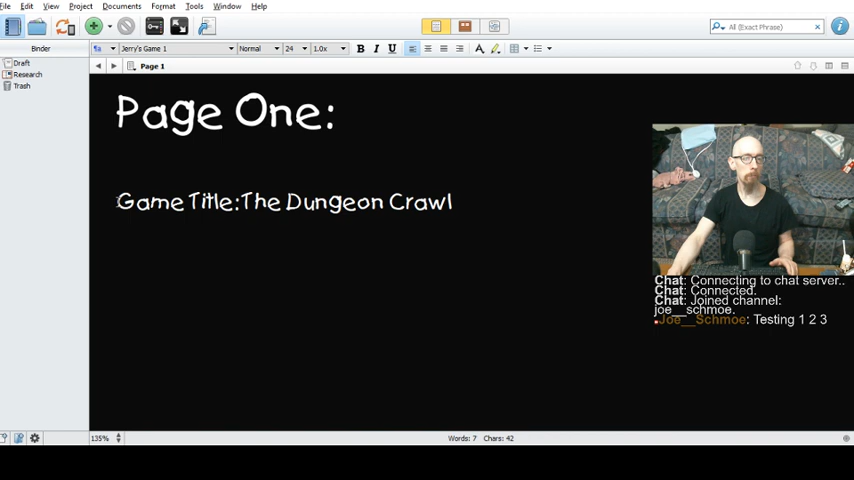 File Edit View Project Documents Format Tools Window Help
All (Exact Phrase)
Binder
Jerry's Game 1 Normal 24 1.0x B I U A
Draft
Research
Trash
Page 1
Page One:
Game Title:The Dungeon Crawl
Chat: Connecting to chat server..
Chat: Connected.
Chat: Joined channel:
joe__schmoe.
Joe__Schmoe: Testing 1 2 3
135%
Words: 7 Chars: 42